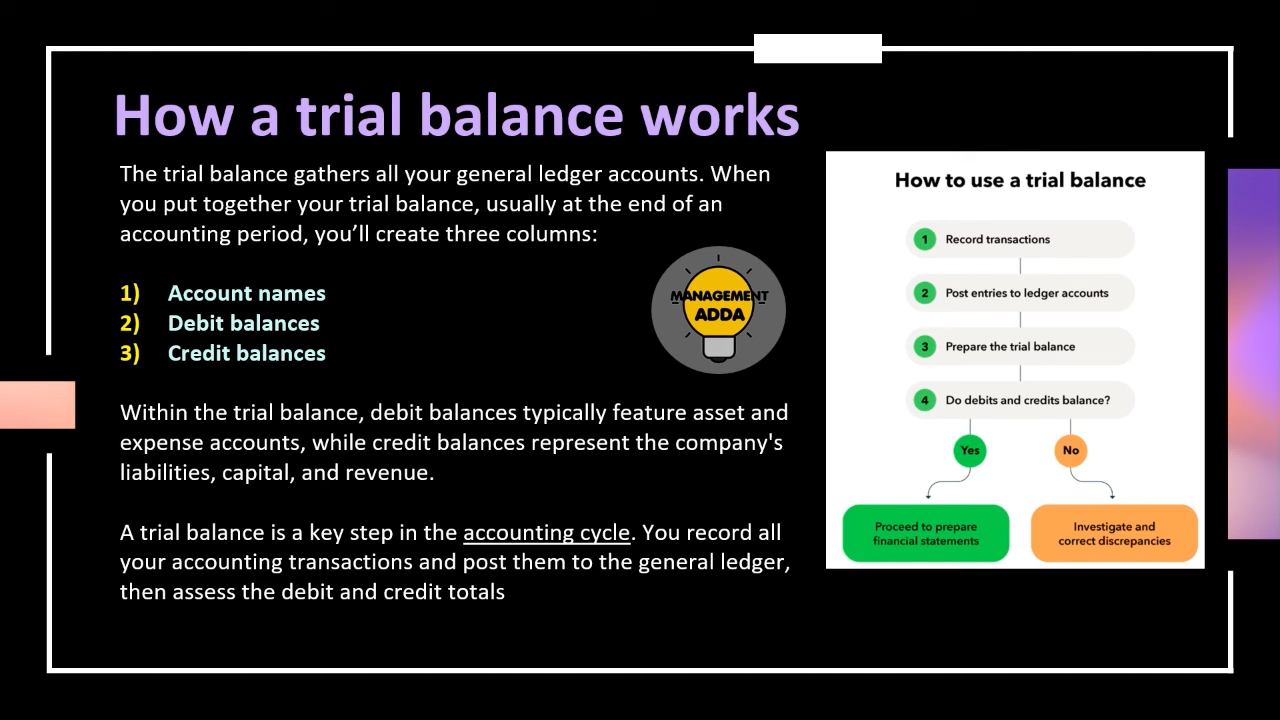 How a trial balance works
The trial balance gathers all your general ledger accounts. When
you put together your trial balance, usually at the end of an
accounting period, you’ll create three columns:
1) Account names
2) Debit balances
3) Credit balances
Within the trial balance, debit balances typically feature asset and
expense accounts, while credit balances represent the company's
liabilities, capital, and revenue.
A trial balance is a key step in the accounting cycle. You record all
your accounting transactions and post them to the general ledger,
then assess the debit and credit totals
MANAGEMENT
ADDA
How to use a trial balance
1 Record transactions
2 Post entries to ledger accounts
3 Prepare the trial balance
4 Do debits and credits balance?
Yes
No
Proceed to prepare
financial statements
Investigate and
correct discrepancies